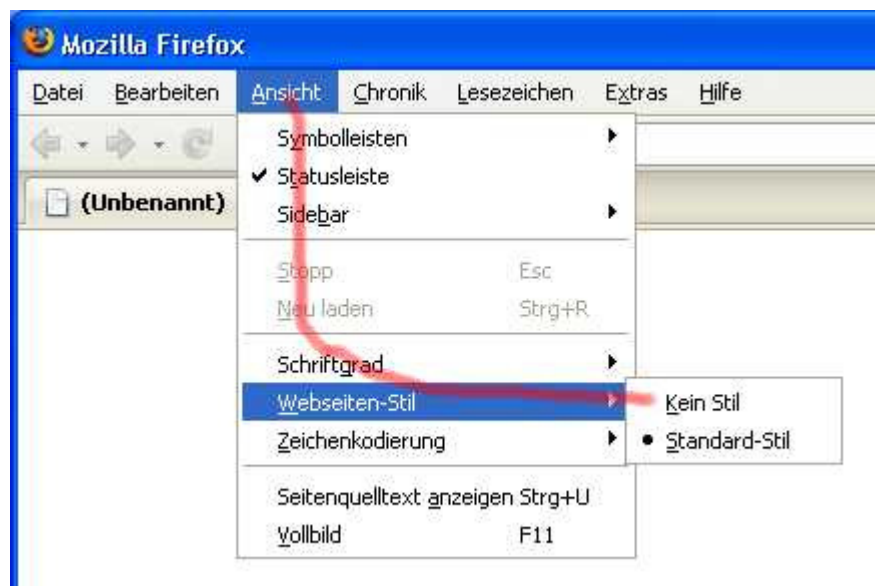 Mozilla Firefox
Datei Bearbeiten Ansicht Chronik Lesezeichen Extras Hilfe
(Unbenannt)
Symbolleisten
Statusleiste
Sidebar
Stopp Esc
Neu laden Strg+R
Schriftgrad
Webseiten-Stil
Kein Stil
Standard-Stil
Zeichenkodierung
Seitenquelltext anzeigen Strg+U
Vollbild F11